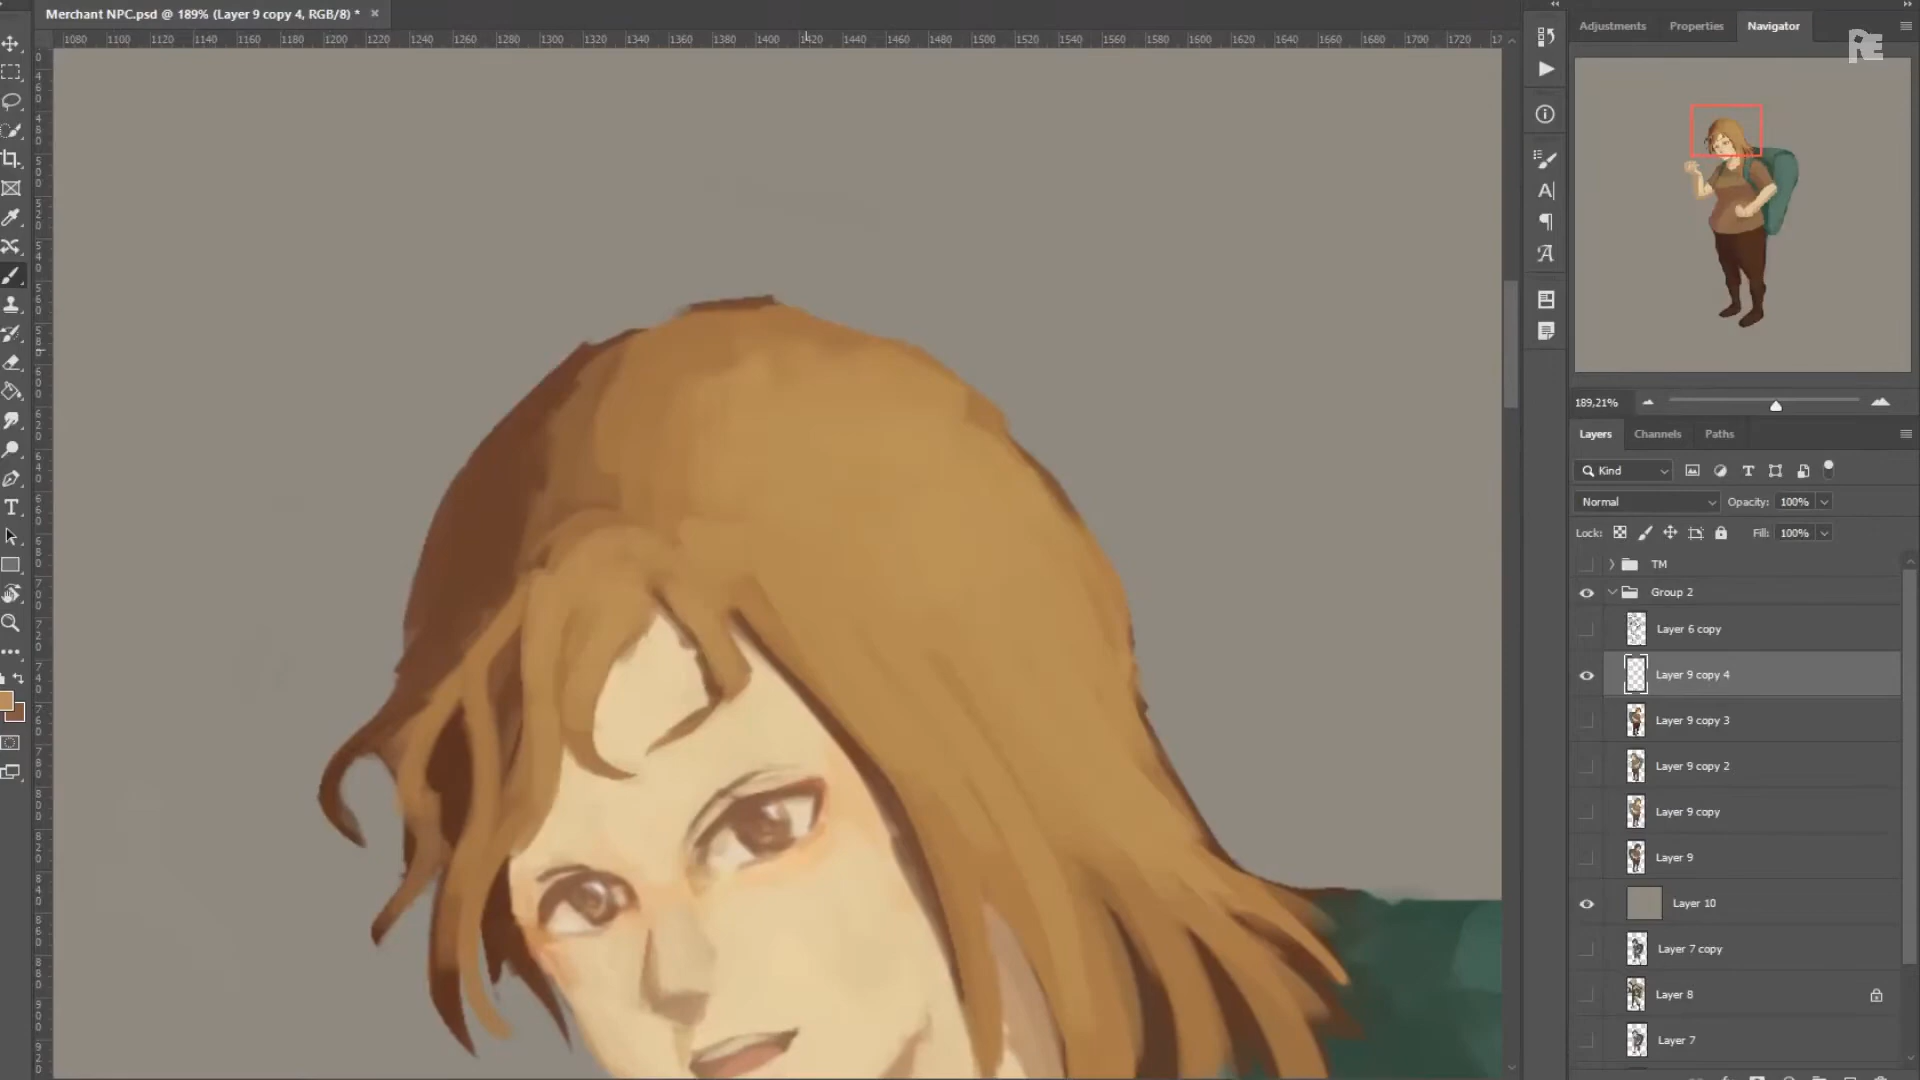 Merchant NPC.psd @ 189% (Layer 9 copy 4, RGB/8) *
1080 1100 1120 1140 1160 1180 1200 1220 1240 1260 1280 1300 1320 1340 1360 1380 1400 1420 1440 1460 1480 1500 1520 1540 1560 1580 1600 1620 1640 1660 1680 1700 1720
Adjustments Properties Navigator
RE
189,21%
Layers Channels Paths
Kind
Normal Opacity: 100%
Lock: Fill: 100%
TM
Group 2
Layer 6 copy
Layer 9 copy 4
Layer 9 copy 3
Layer 9 copy 2
Layer 9 copy
Layer 9
Layer 10
Layer 7 copy
Layer 8
Layer 7